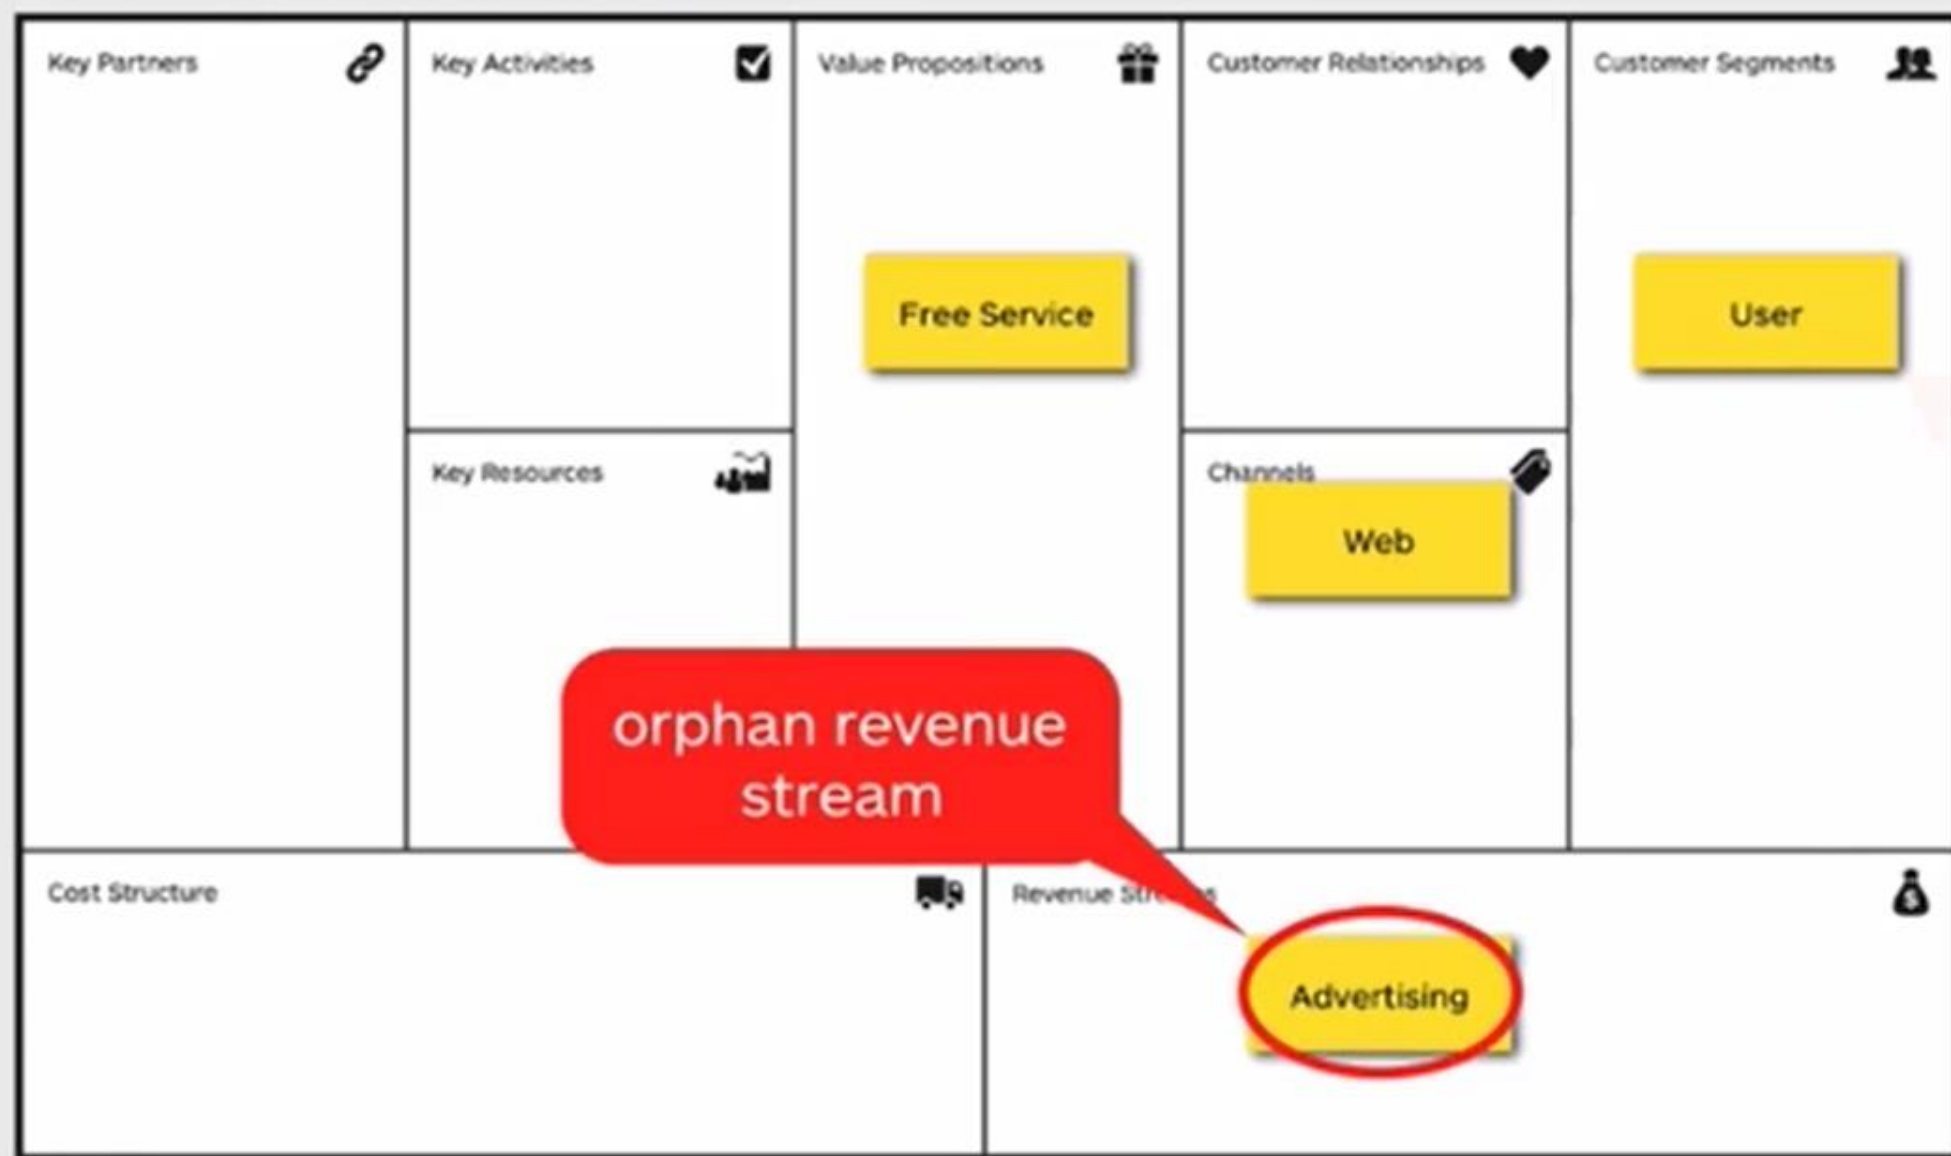 Key Partners
Key Activities
Value Propositions
Customer Relationships
Customer Segments
Free Service
User
Key Resources
Channels
Web
orphan revenue
stream
Cost Structure
Revenue
Advertising